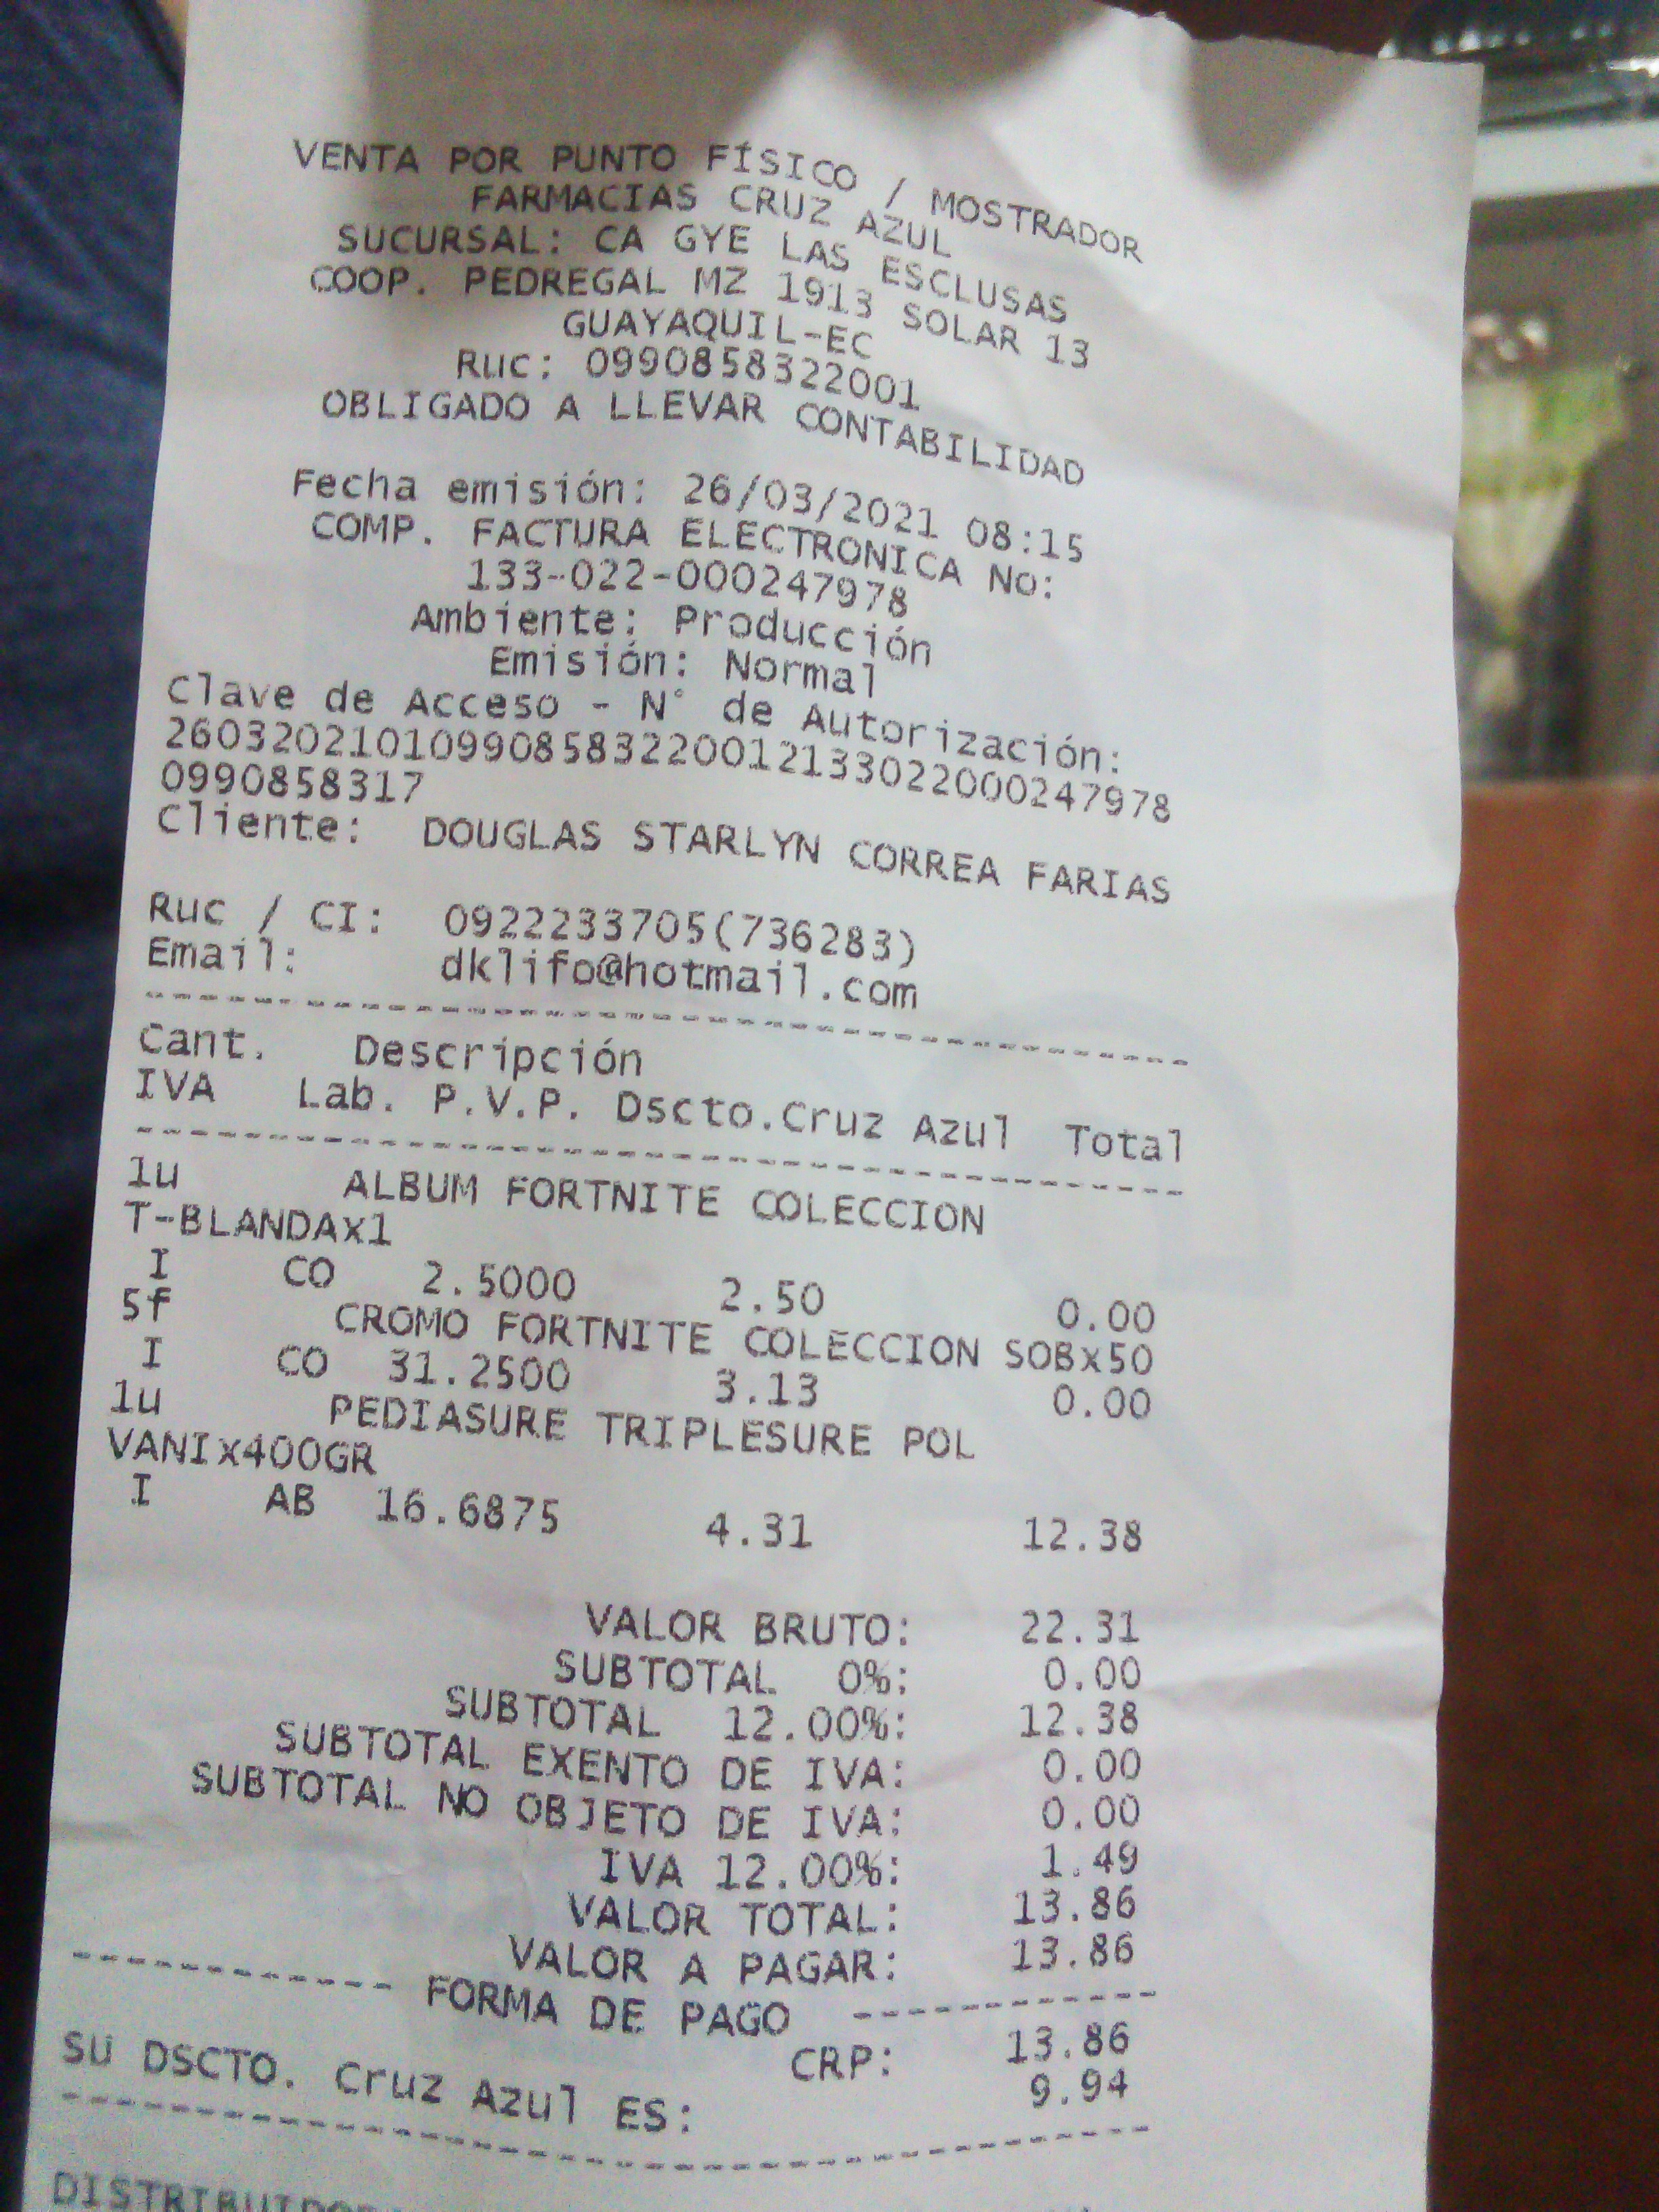 VENTA POR PUNTO FÍSICO / MOSTRADOR
FARMACIAS CRUZ AZUL
SUCURSAL: CA GYE LAS ESCLUSAS
COOP. PEDREGAL MZ 1913 SOLAR 13
GUAYAQUIL-EC
Ruc: 0990858322001
OBLIGADO A LLEVAR CONTABILIDAD
Fecha emisión: 26/03/2021 08:15
COMP. FACTURA ELECTRONICA No:
133-022-000247978
Ambiente: Producción
Emisión: Normal
Clave de Acceso - N° de Autorización:
260320210109908583220012133022000247978
0990858317
Cliente: DOUGLAS STARLYN CORREA FARIAS
Ruc / CI: 0922233705(736283)
Email: dklifo@hotmail.com
----------------------------------------
Cant. Descripción
IVA Lab. P.V.P. Dscto.Cruz Azul Total
----------------------------------------
1u ALBUM FORTNITE COLECCION
T-BLANDAx1
I CO 2.5000 2.50 0.00
5f CROMO FORTNITE COLECCION SOBx50
I CO 31.2500 3.13 0.00
1u PEDIASURE TRIPLESURE POL
VANIx400GR
I AB 16.6875 4.31 12.38
VALOR BRUTO: 22.31
SUBTOTAL 0%: 0.00
SUBTOTAL 12.00%: 12.38
SUBTOTAL EXENTO DE IVA: 0.00
SUBTOTAL NO OBJETO DE IVA: 0.00
IVA 12.00%: 1.49
VALOR TOTAL: 13.86
VALOR A PAGAR: 13.86
------------ FORMA DE PAGO ------------
CRP: 13.86
SU DSCTO. Cruz Azul ES: 9.94
----------------------------------------